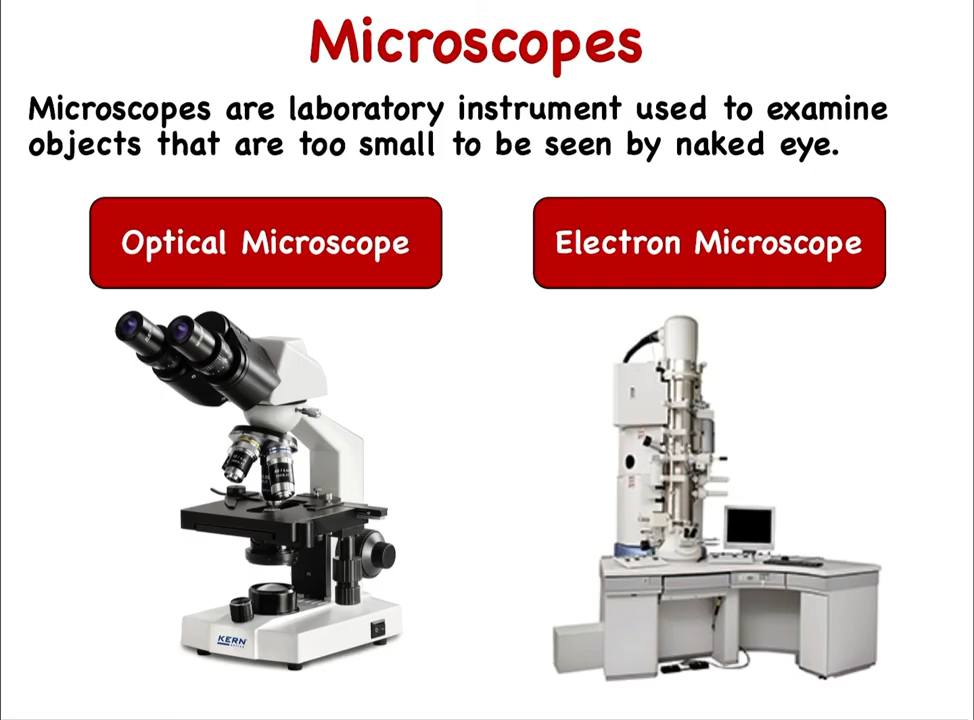 Microscopes
Microscopes are laboratory instrument used to examine
objects that are too small to be seen by naked eye.
Optical Microscope
Electron Microscope
KERN